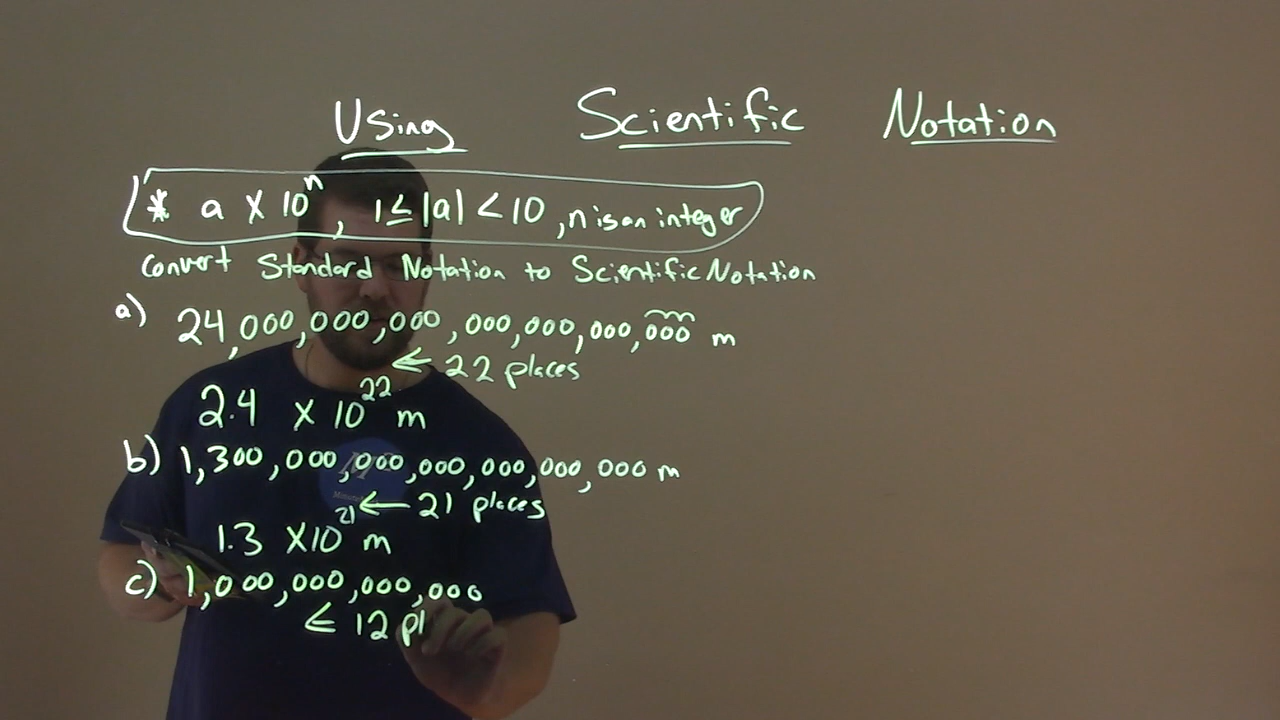 Using Scientific Notation
* a X 10^n, 1 ≤ |a| < 10, n is an integer
Convert Standard Notation to Scientific Notation
a) 24,000,000,000,000,000,000,000 m
← 22 places
2.4 X 10^22 m
b) 1,300,000,000,000,000,000,000 m
← 21 places
1.3 X10^21 m
c) 1,000,000,000,000
← 12 pl